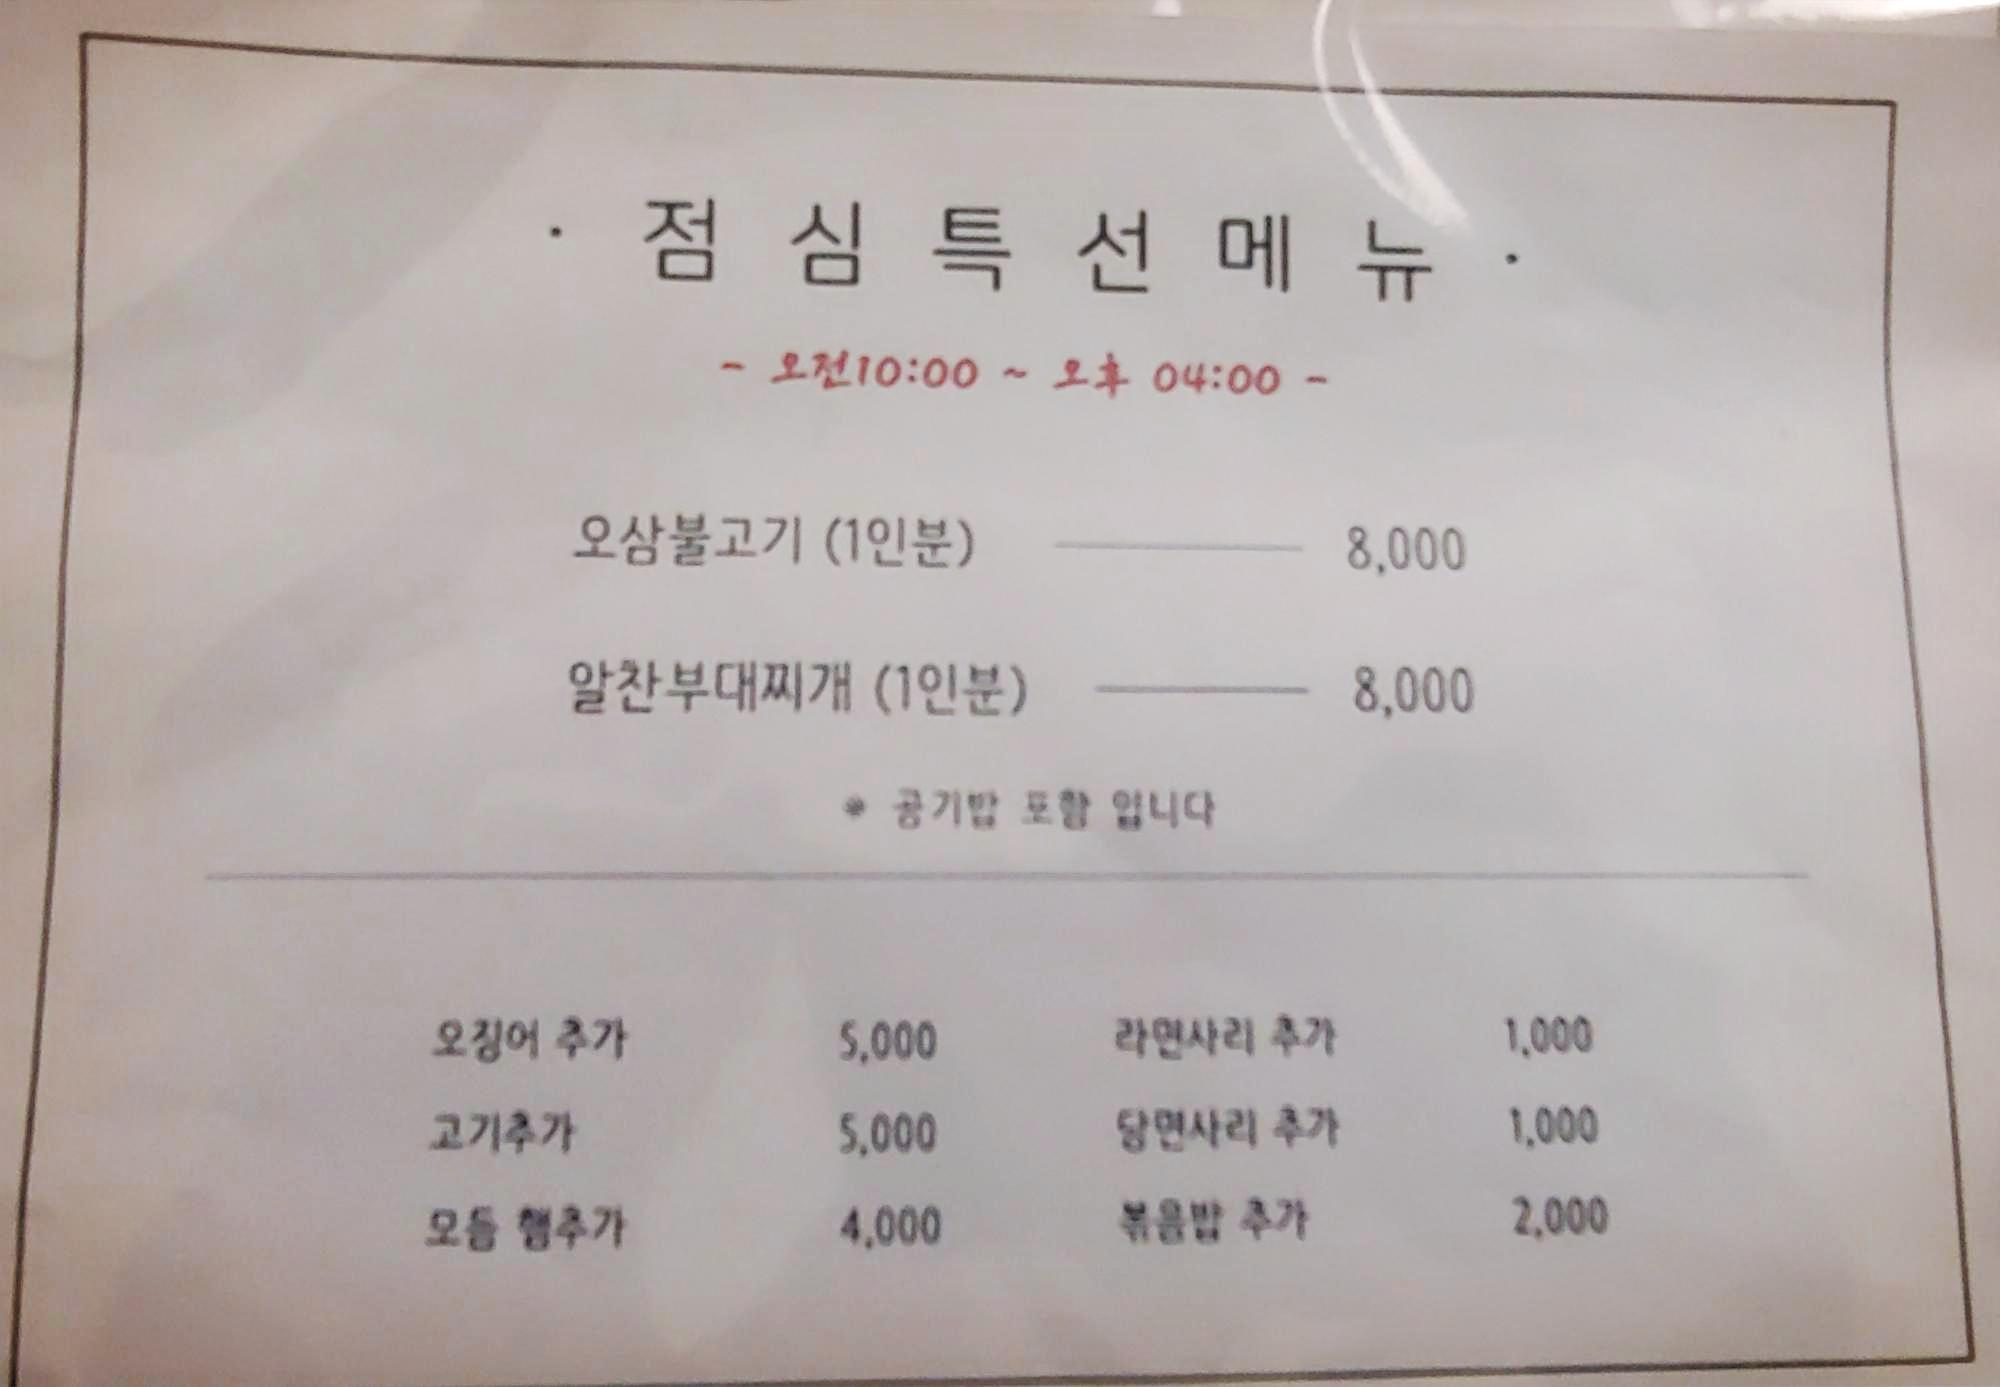 · 점심특선메뉴 ·
- 오전10:00 ~ 오후 04:00 -
오삼불고기 (1인분) 8,000
알찬부대찌개 (1인분) 8,000
※ 공기밥 포함 입니다
오징어 추가 5,000 라면사리 추가 1,000
고기추가 5,000 당면사리 추가 1,000
모듬 햄추가 4,000 볶음밥 추가 2,000